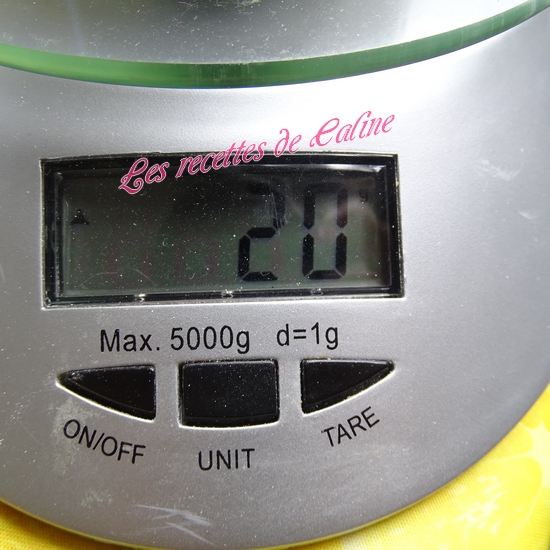 Les recettes de Caline
20
Max. 5000g d=1g
ON/OFF UNIT TARE